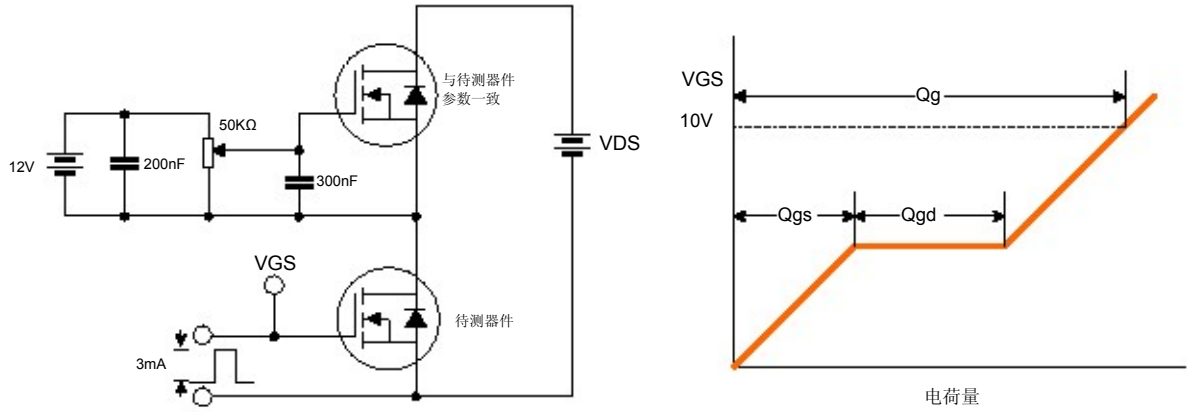 与待测器件
参数一致
50KΩ
12V
200nF
300nF
VDS
VGS
待测器件
3mA
VGS
Qg
10V
Qgs
Qgd
电荷量